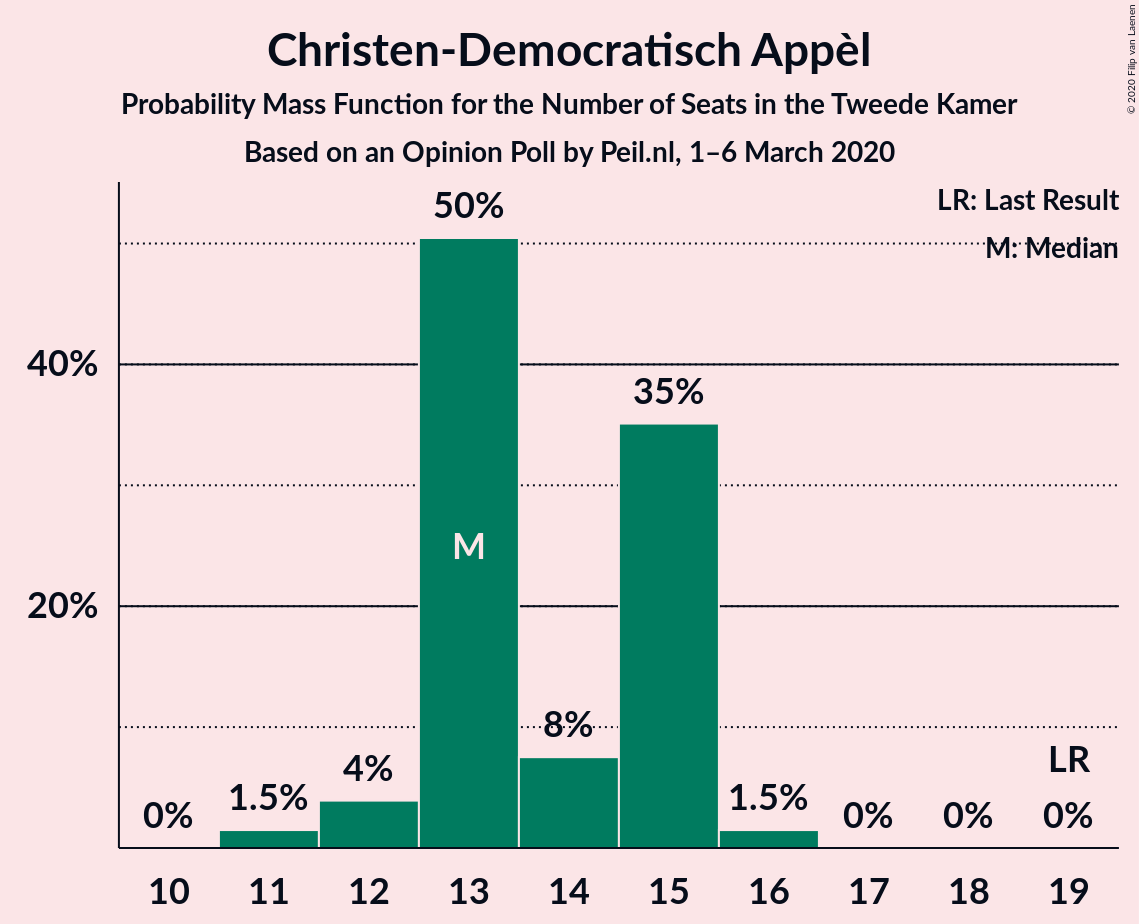 Christen-Democratisch Appèl
Probability Mass Function for the Number of Seats in the Tweede Kamer
Based on an Opinion Poll by Peil.nl, 1–6 March 2020
© 2020 Filip van Laenen
LR: Last Result
M: Median
50%
40%
35%
M
20%
8%
4%
LR
1.5%
1.5%
0%
0%
0%
0%
10 11 12 13 14 15 16 17 18 19